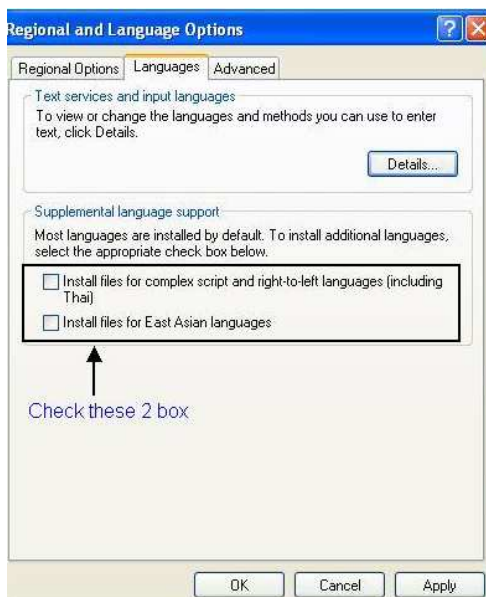 Regional and Language Options
Regional Options Languages Advanced
Text services and input languages
To view or change the languages and methods you can use to enter
text, click Details.
Details...
Supplemental language support
Most languages are installed by default. To install additional languages,
select the appropriate check box below.
Install files for complex script and right-to-left languages (including
Thai)
Install files for East Asian languages
Check these 2 box
OK Cancel Apply